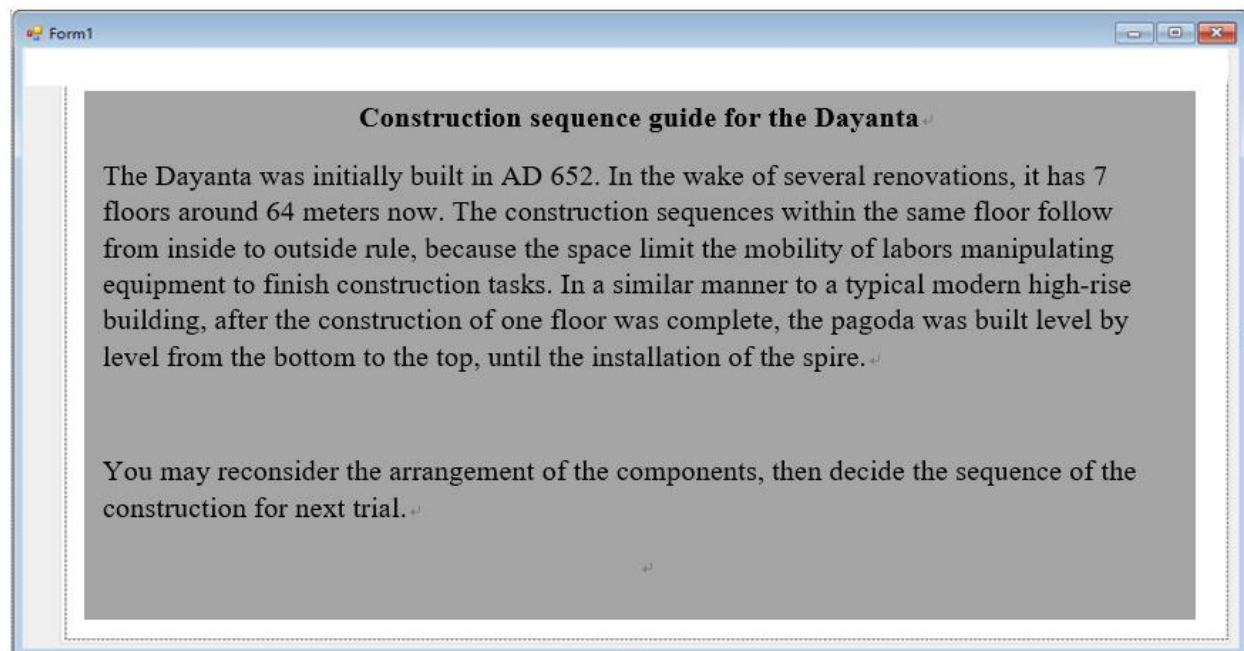 Form1
Construction sequence guide for the Dayanta
The Dayanta was initially built in AD 652. In the wake of several renovations, it has 7
floors around 64 meters now. The construction sequences within the same floor follow
from inside to outside rule, because the space limit the mobility of labors manipulating
equipment to finish construction tasks. In a similar manner to a typical modern high-rise
building, after the construction of one floor was complete, the pagoda was built level by
level from the bottom to the top, until the installation of the spire.
You may reconsider the arrangement of the components, then decide the sequence of the
construction for next trial.